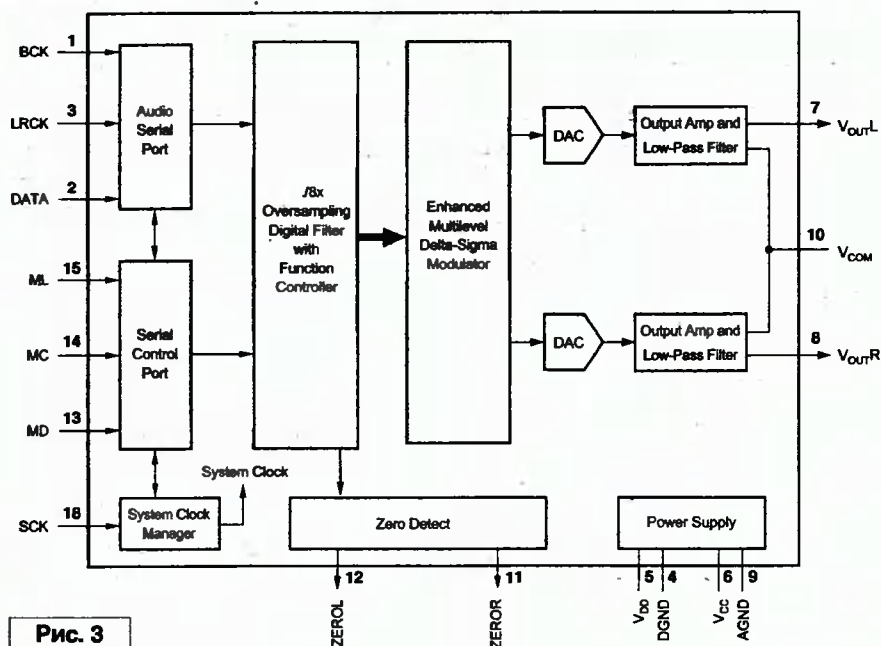 BCK
1
LRCK
3
DATA
2
ML
15
MC
14
MD
13
SCK
18
Audio
Serial
Port
Serial
Control
Port
System Clock
Manager
System Clock
./8x
Oversampling
Digital Filter
with
Function
Controller
Enhanced
Multilevel
Delta-Sigma
Modulator
DAC
Output Amp and
Low-Pass Filter
7
VOUTL
10
VCOM
DAC
Output Amp and
Low-Pass Filter
8
VOUTR
Zero Detect
12
ZEROL
11
ZEROR
Power Supply
5
4
6
9
VDD
DGND
VCC
AGND
Рис. 3